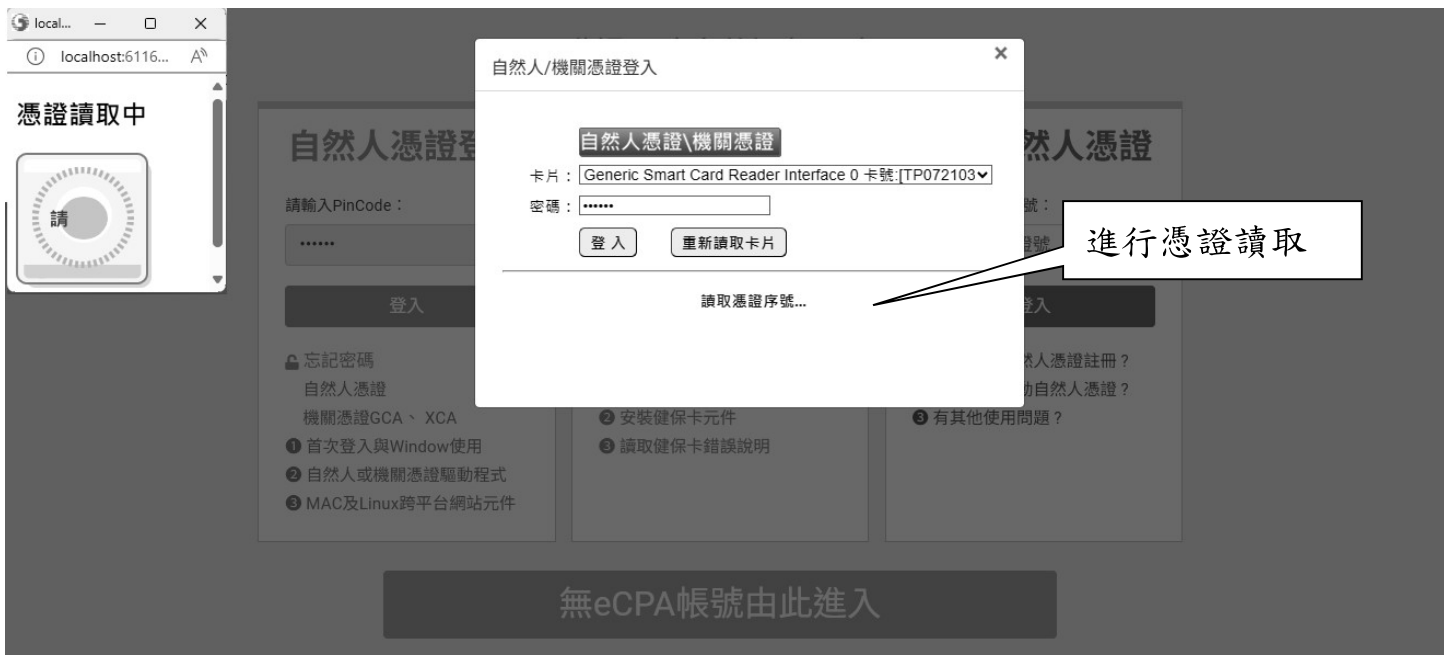 local...
localhost:6116...
憑證讀取中
請
自然人/機關憑證登入
×
自然人憑證\機關憑證
卡片：
Generic Smart Card Reader Interface 0 卡號:[TP072103
密碼：
••••••
登入
重新讀取卡片
讀取憑證序號...
進行憑證讀取
自然人憑證登
請輸入PinCode：
••••••
登入
忘記密碼
自然人憑證
機關憑證GCA、XCA
❶ 首次登入與Window使用
❷ 自然人或機關憑證驅動程式
❸ MAC及Linux跨平台網站元件
❷ 安裝健保卡元件
❸ 讀取健保卡錯誤說明
然人憑證
號：
證號
登入
然人憑證註冊？
動自然人憑證？
❸ 有其他使用問題？
無eCPA帳號由此進入